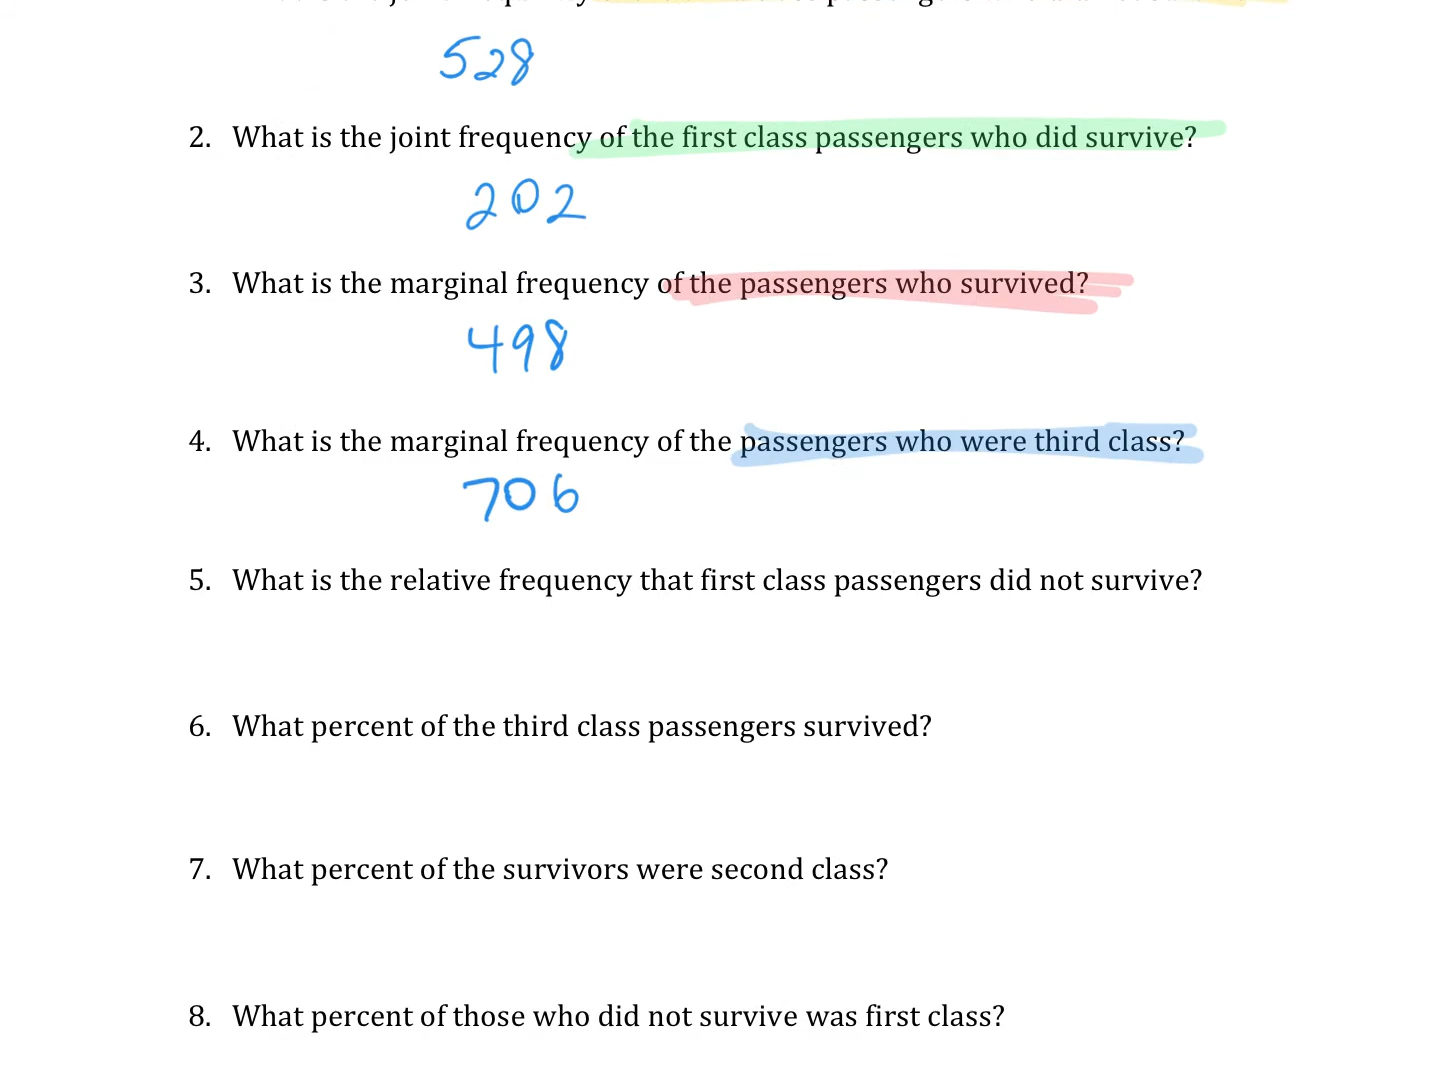 528
2. What is the joint frequency of the first class passengers who did survive?
202
3. What is the marginal frequency of the passengers who survived?
498
4. What is the marginal frequency of the passengers who were third class?
706
5. What is the relative frequency that first class passengers did not survive?
6. What percent of the third class passengers survived?
7. What percent of the survivors were second class?
8. What percent of those who did not survive was first class?